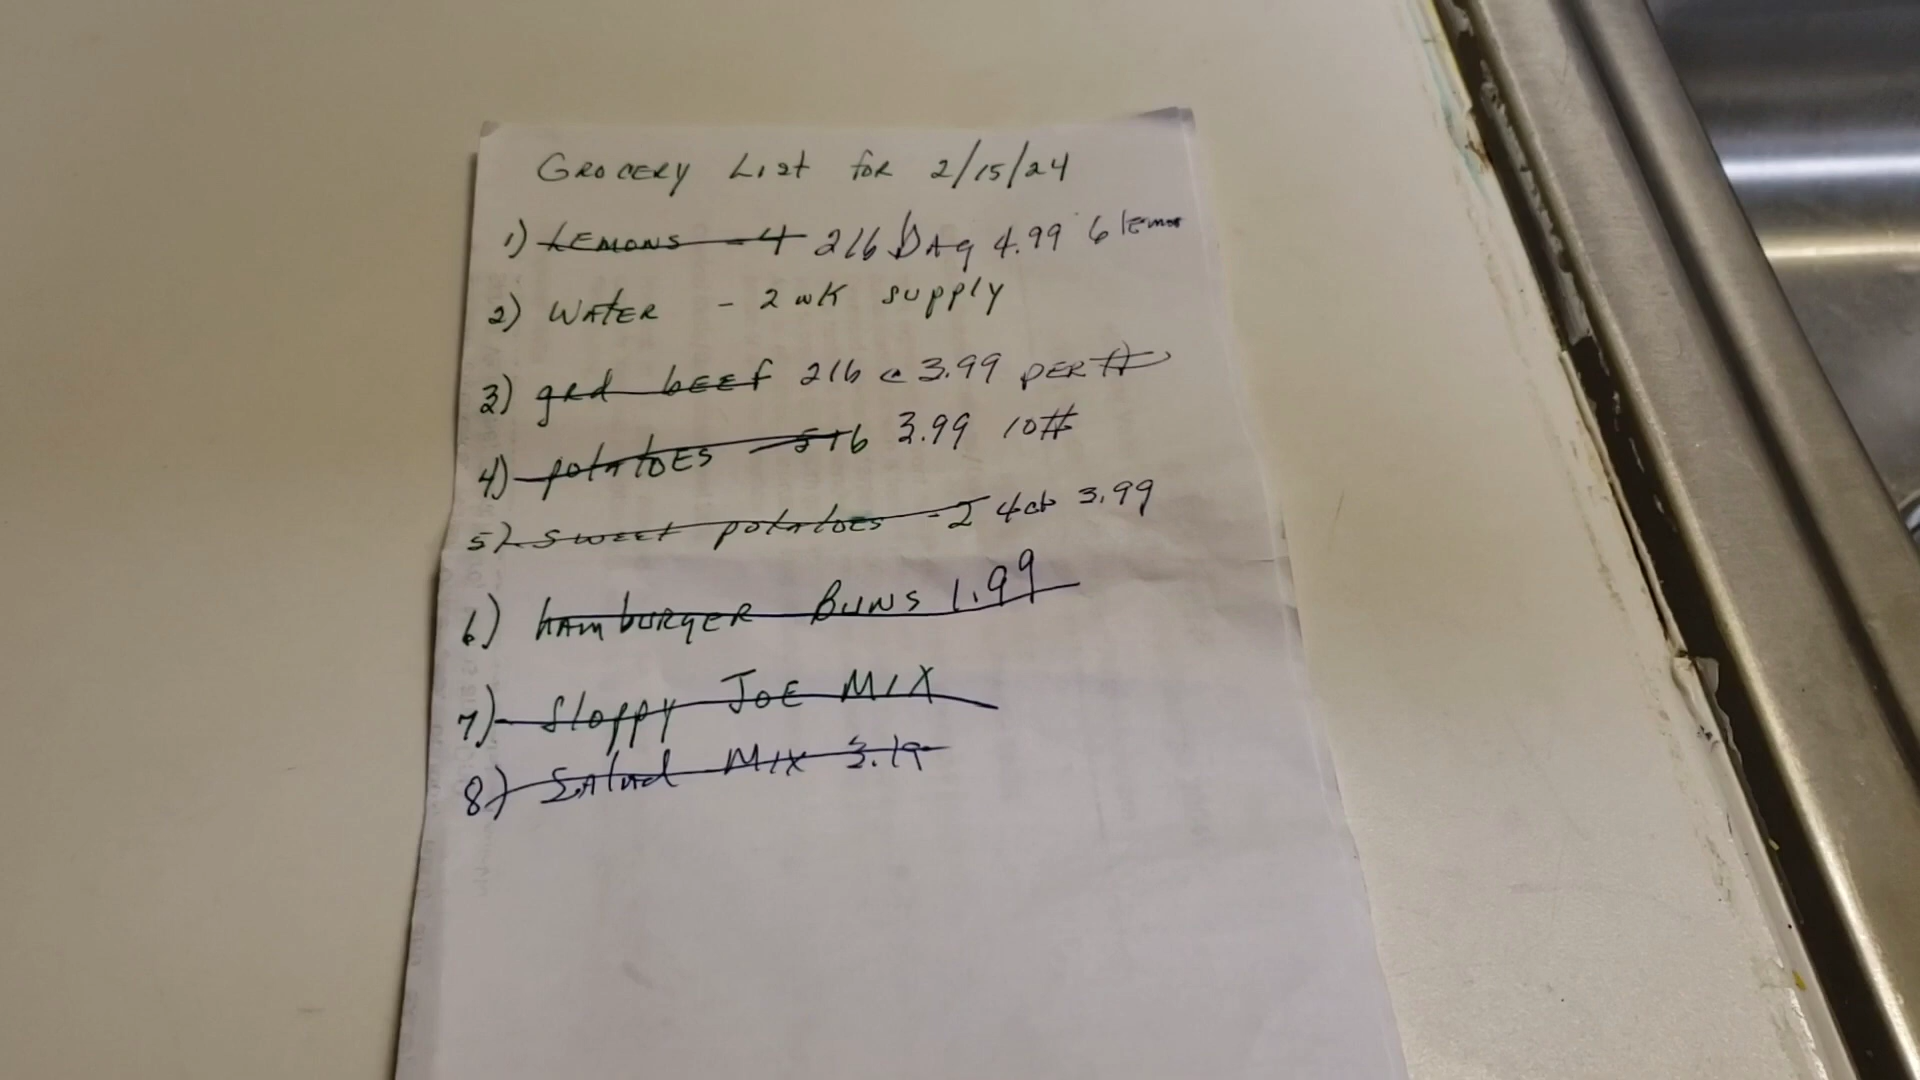 GROCERY LIST FOR 2/15/24
1) LEMONS - 4 2lb BAg 4.99 6 lemons
2) WATER - 2 wk supply
3) grd bEEf 2lb @ 3.99 PER #
4) potatoES - 5lb 3.99 10#
5) Sweet potatoes - 2 4ct 3.99
6) hamburgER BUNS 1.99
7) Sloppy JOE MIX
8) SAlad MIX 3.19